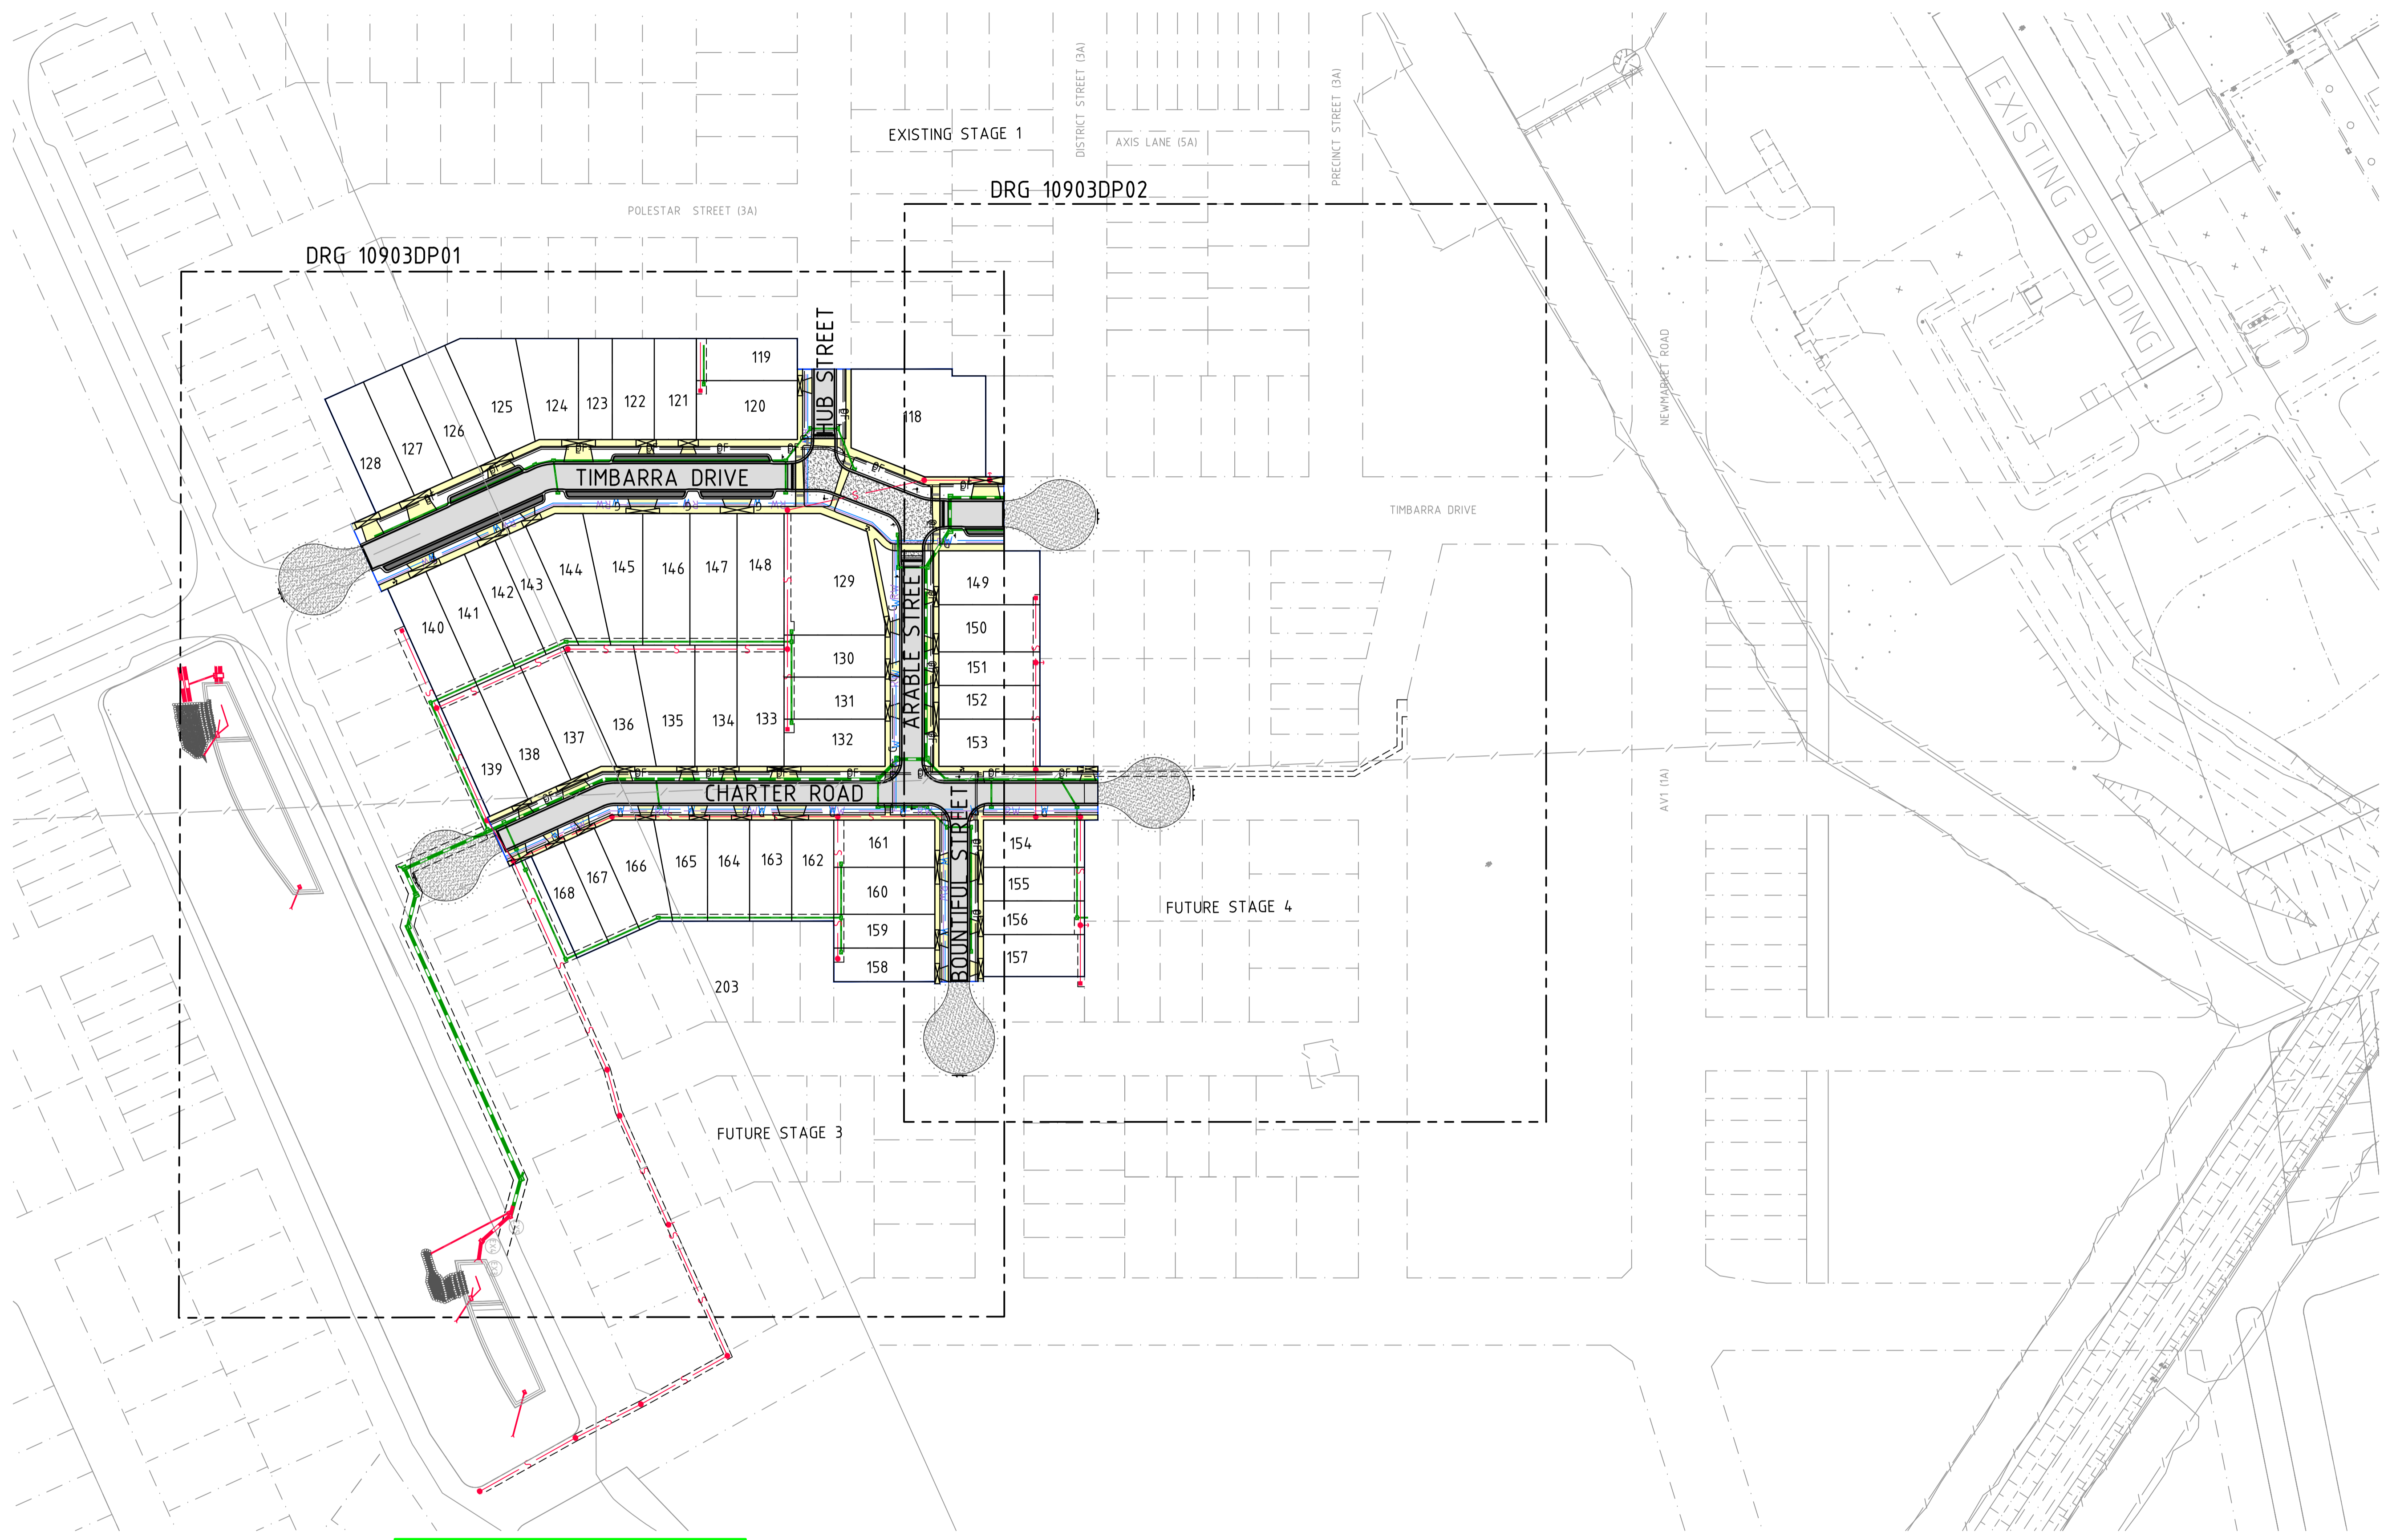 EXISTING STAGE 1
DISTRICT STREET (3A)
AXIS LANE (5A)
PRECINCT STREET (3A)
EXISTING BUILDING
DRG 10903DP02
POLESTAR STREET (3A)
DRG 10903DP01
HUB STREET
NEWMARKET ROAD
119
120
121
122
123
124
125
126
127
128
118
TIMBARRA DRIVE
TIMBARRA DRIVE
140
141
142
143
144
145
146
147
148
129
149
150
151
152
153
130
131
132
ARABLE STREET
139
138
137
136
135
134
133
CHARTER ROAD
AV1 (1A)
BOUNTIFUL STREET
168
167
166
165
164
163
162
161
160
159
158
154
155
156
157
FUTURE STAGE 4
203
FUTURE STAGE 3